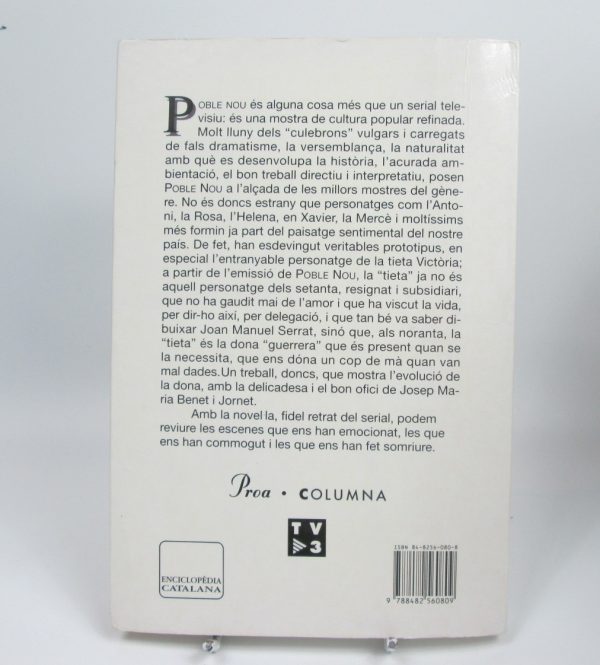 POBLE NOU és alguna cosa més que un serial tele-
visiu: és una mostra de cultura popular refinada.
Molt lluny dels “culebrons” vulgars i carregats
de fals dramatisme, la versemblança, la naturalitat
amb què es desenvolupa la història, l’acurada am-
bientació, el bon treball directiu i interpretatiu, posen
POBLE NOU a l’alçada de les millors mostres del gène-
re. No és doncs estrany que personatges com l’Anto-
ni, la Rosa, l’Helena, en Xavier, la Mercè i moltíssims
més formin ja part del paisatge sentimental del nostre
país. De fet, han esdevingut veritables prototipus, en
especial l’entranyable personatge de la tieta Victòria;
a partir de l’emissió de POBLE NOU, la “tieta” ja no és
aquell personatge dels setanta, resignat i subsidiari,
que no ha gaudit mai de l’amor i que ha viscut la vida,
per dir-ho així, per delegació, i que tan bé va saber di-
buixar Joan Manuel Serrat, sinó que, als noranta, la
“tieta” és la dona “guerrera” que és present quan se
la necessita, que ens dóna un cop de mà quan van
mal dades.Un treball, doncs, que mostra l’evolució de
la dona, amb la delicadesa i el bon ofici de Josep Ma-
ria Benet i Jornet.
Amb la novel·la, fidel retrat del serial, podem
reviure les escenes que ens han emocionat, les que
ens han commogut i les que ens han fet somriure.
Proa · COLUMNA
TV
3
ENCICLOPÈDIA
CATALANA
ISBN 84-8256-080-8
9 788482 560809